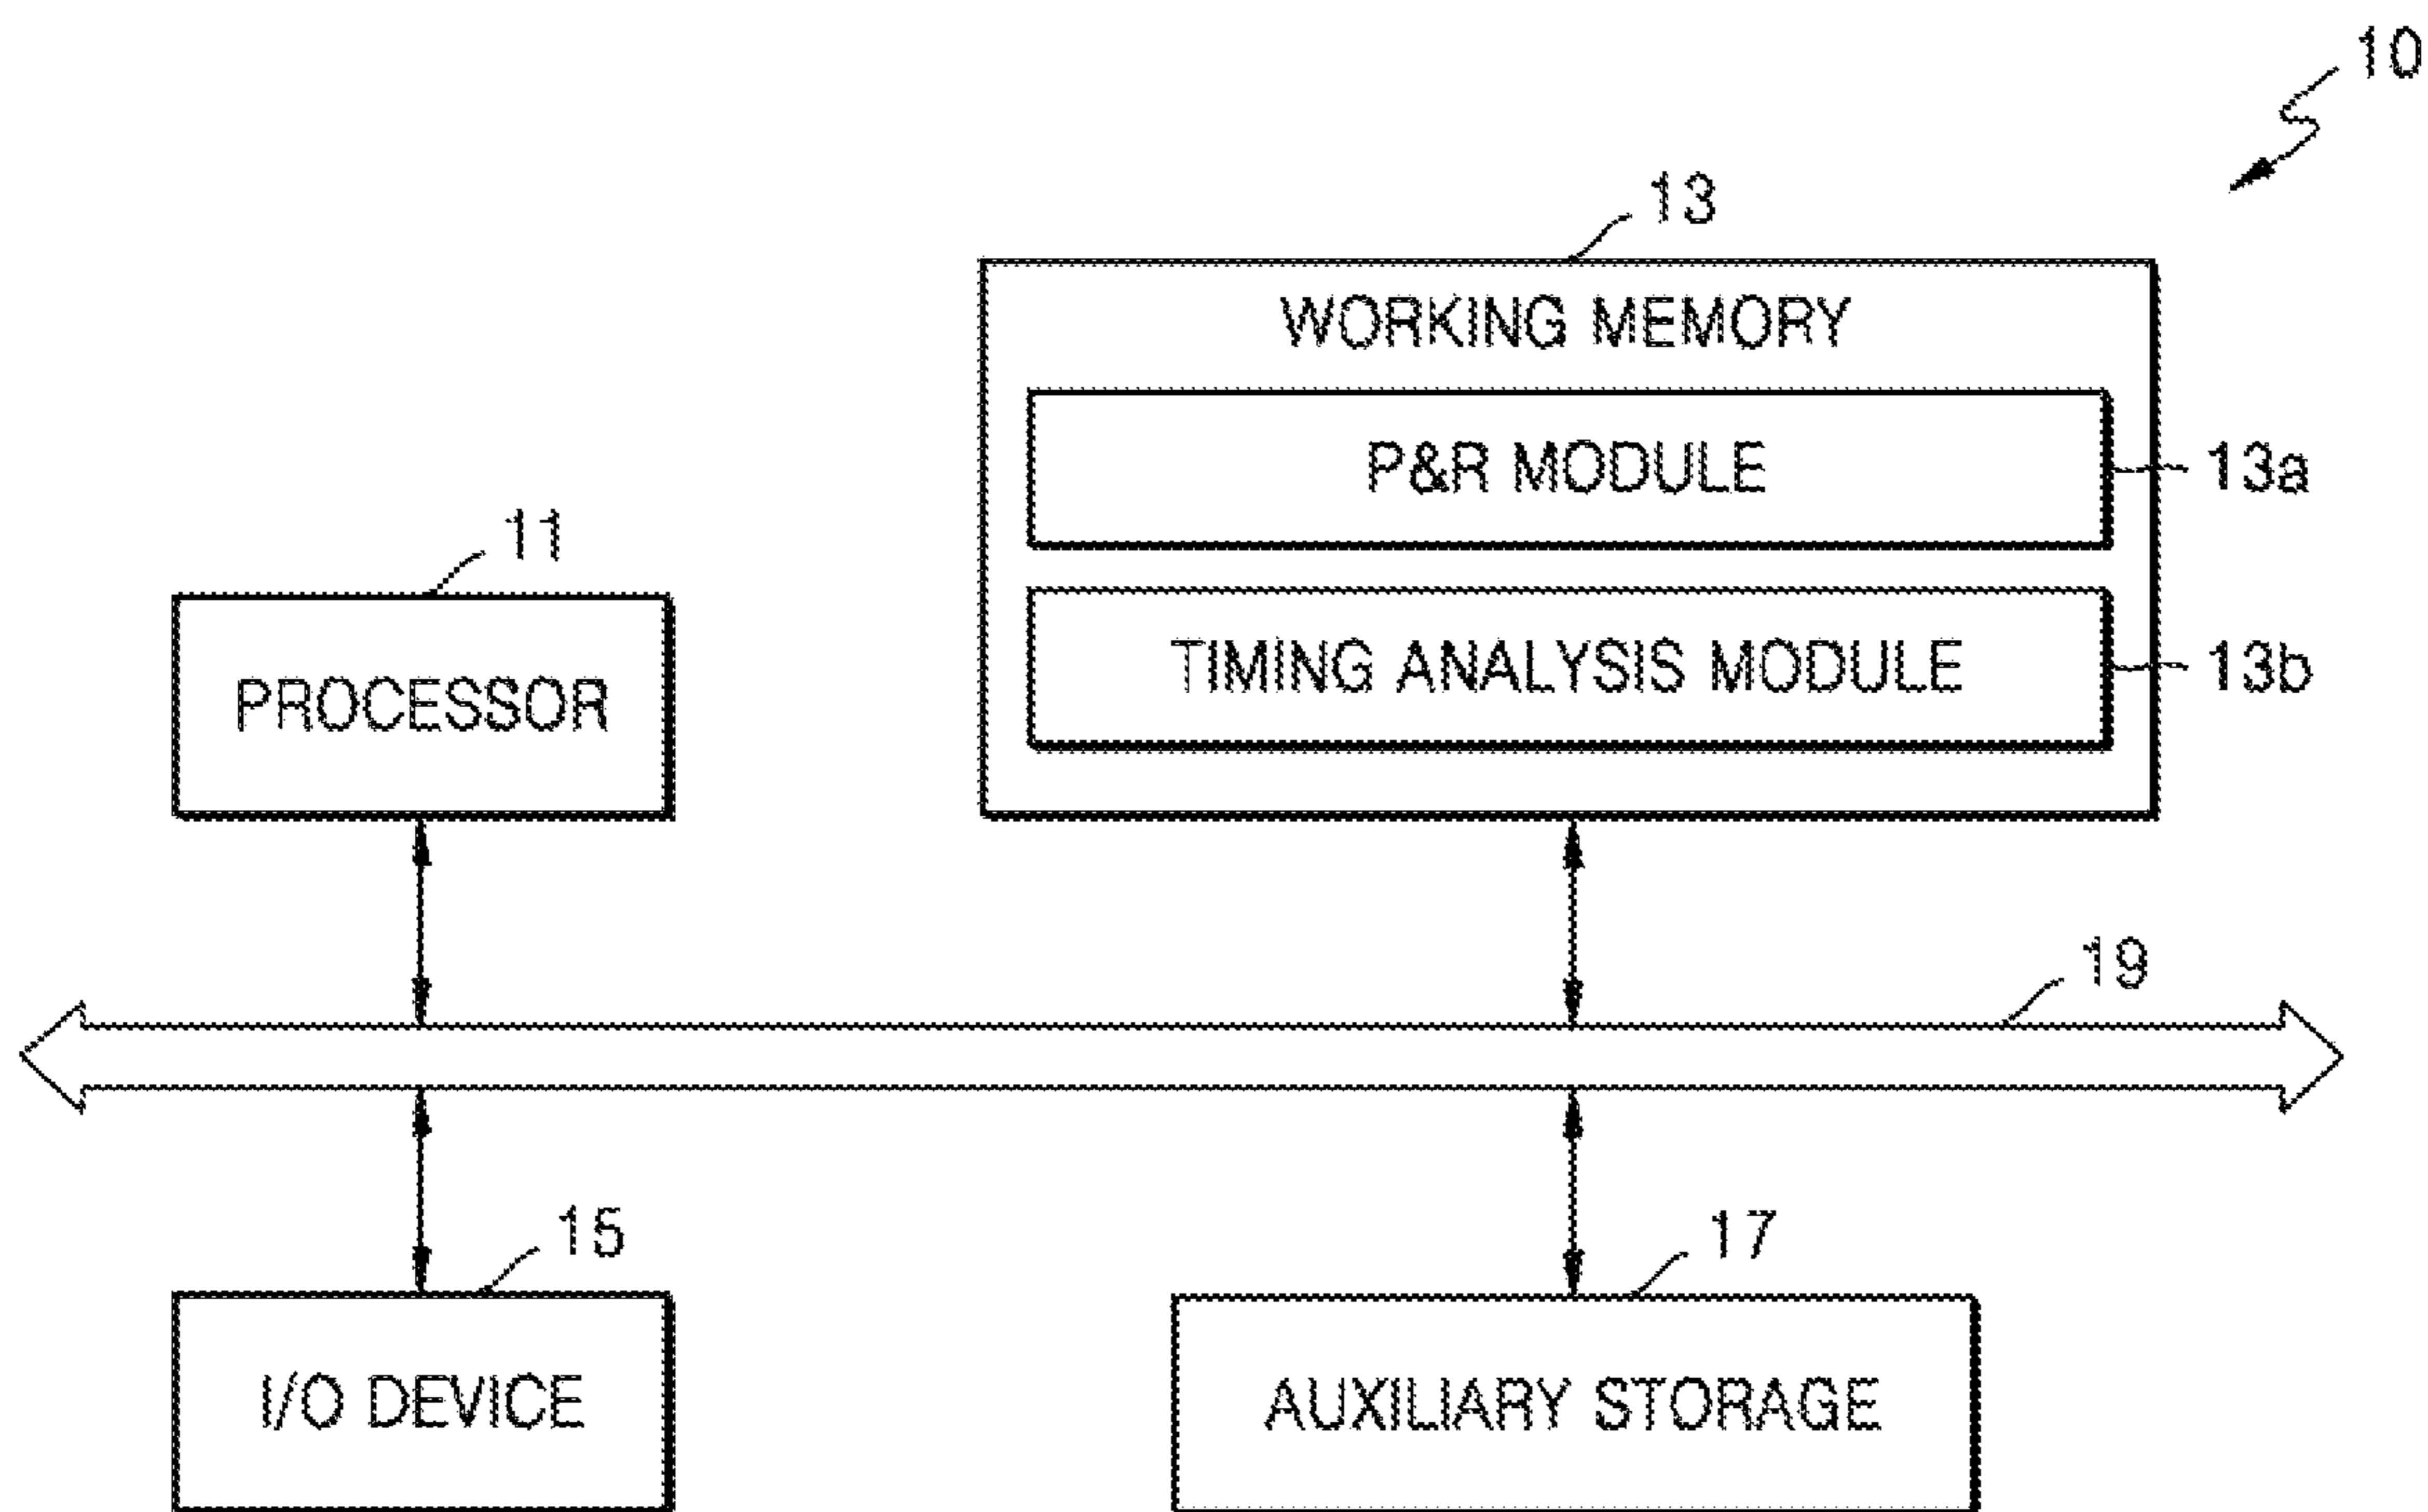 10
13
WORKING MEMORY
P&R MODULE
13a
11
TIMING ANALYSIS MODULE
13b
PROCESSOR
19
15
17
I/O DEVICE
AUXILIARY STORAGE